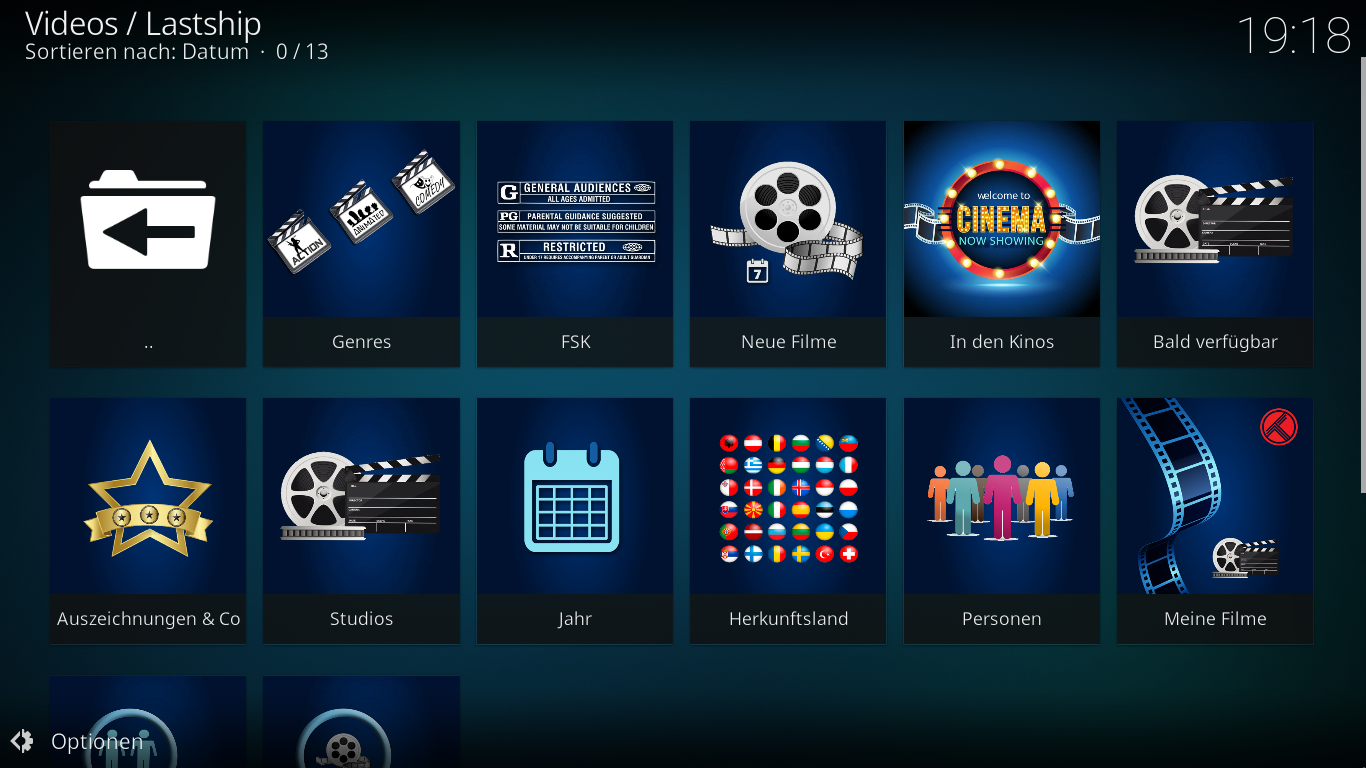 Videos / Lastship
Sortieren nach: Datum · 0 / 13
19:18
ACTION
ANIMATED
COMEDY
G GENERAL AUDIENCES
ALL AGES ADMITTED
PG PARENTAL GUIDANCE SUGGESTED
SOME MATERIAL MAY NOT BE SUITABLE FOR CHILDREN
R RESTRICTED
UNDER 17 REQUIRES ACCOMPANYING PARENT OR ADULT GUARDIAN
7
welcome to
CINEMA
NOW SHOWING
..
Genres
FSK
Neue Filme
In den Kinos
Bald verfügbar
Auszeichnungen & Co
Studios
Jahr
Herkunftsland
Personen
Meine Filme
Optionen